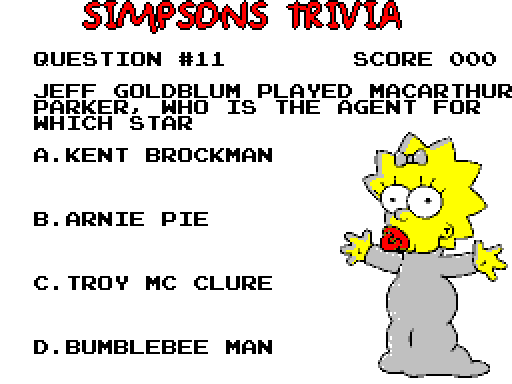 SIMPSONS TRIVIA
QUESTION #11 SCORE 000
JEFF GOLDBLUM PLAYED MACARTHUR
PARKER, WHO IS THE AGENT FOR
WHICH STAR
A.KENT BROCKMAN
B.ARNIE PIE
C.TROY MC CLURE
D.BUMBLEBEE MAN